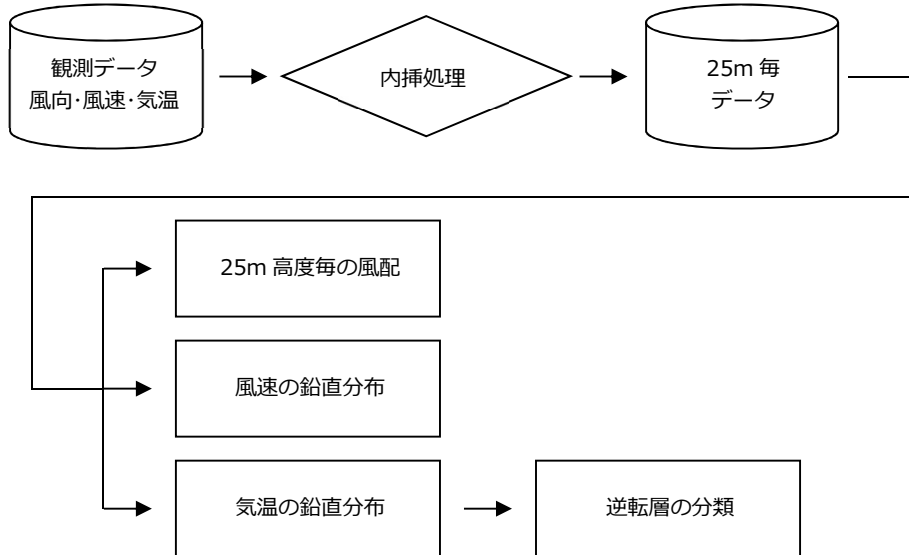 観測データ
風向･風速･気温
内挿処理
25m 毎
データ
25m 高度毎の風配
風速の鉛直分布
気温の鉛直分布
逆転層の分類